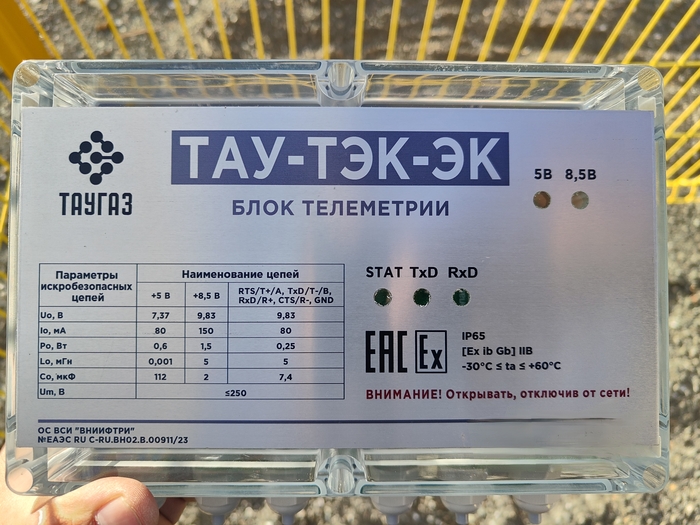 ТАУГАЗ
ТАУ-ТЭК-ЭК
БЛОК ТЕЛЕМЕТРИИ
5В 8,5В
STAT TxD RxD
Параметры искробезопасных цепей
Наименование цепей
+5 В +8,5 В RTS/T+/A, TxD/T-/B, RxD/R+, CTS/R-, GND
Uo, В 7,37 9,83 9,83
Io, мА 80 150 80
Po, Вт 0,6 1,5 0,25
Lo, мГн 0,001 5 5
Co, мкФ 112 2 7,4
Um, В ≤250
EAC Ex
IP65
[Ex ib Gb] IIB
-30°C ≤ ta ≤ +60°C
ВНИМАНИЕ! Открывать, отключив от сети!
ОС ВСИ "ВНИИФТРИ"
№ЕАЭС RU C-RU.ВН02.В.00911/23